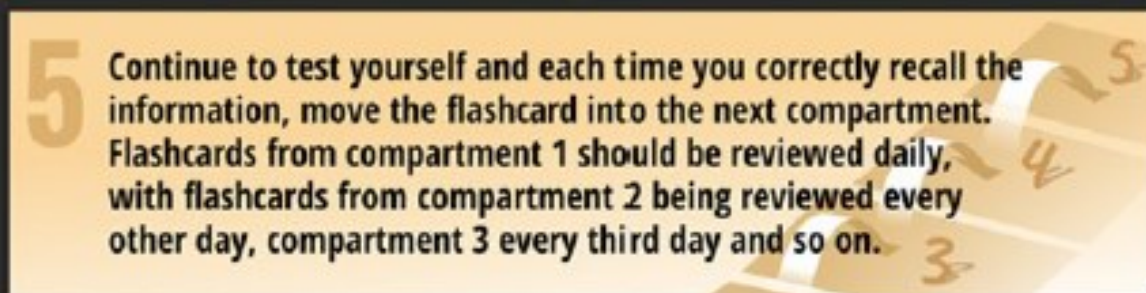 5
Continue to test yourself and each time you correctly recall the
information, move the flashcard into the next compartment.
Flashcards from compartment 1 should be reviewed daily,
with flashcards from compartment 2 being reviewed every
other day, compartment 3 every third day and so on.
5
4
3